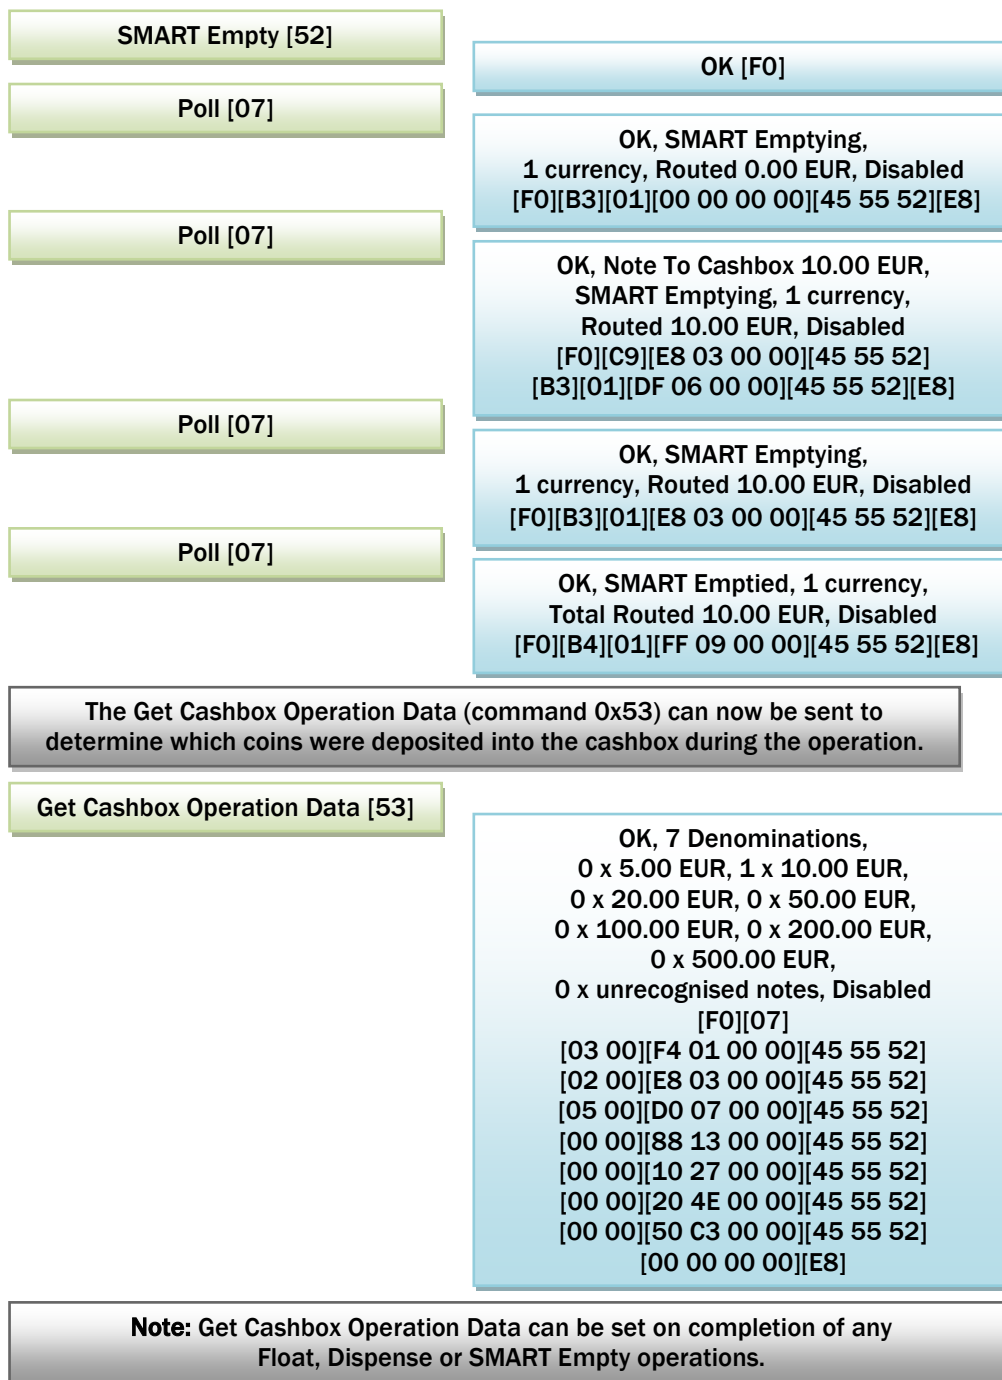 SMART Empty [52]
OK [F0]
Poll [07]
OK, SMART Emptying,
1 currency, Routed 0.00 EUR, Disabled
[F0][B3][01][00 00 00 00][45 55 52][E8]
Poll [07]
OK, Note To Cashbox 10.00 EUR,
SMART Emptying, 1 currency,
Routed 10.00 EUR, Disabled
[F0][C9][E8 03 00 00][45 55 52]
[B3][01][DF 06 00 00][45 55 52][E8]
Poll [07]
OK, SMART Emptying,
1 currency, Routed 10.00 EUR, Disabled
[F0][B3][01][E8 03 00 00][45 55 52][E8]
Poll [07]
OK, SMART Emptied, 1 currency,
Total Routed 10.00 EUR, Disabled
[F0][B4][01][FF 09 00 00][45 55 52][E8]
The Get Cashbox Operation Data (command 0x53) can now be sent to
determine which coins were deposited into the cashbox during the operation.
Get Cashbox Operation Data [53]
OK, 7 Denominations,
0 x 5.00 EUR, 1 x 10.00 EUR,
0 x 20.00 EUR, 0 x 50.00 EUR,
0 x 100.00 EUR, 0 x 200.00 EUR,
0 x 500.00 EUR,
0 x unrecognised notes, Disabled
[F0][07]
[03 00][F4 01 00 00][45 55 52]
[02 00][E8 03 00 00][45 55 52]
[05 00][D0 07 00 00][45 55 52]
[00 00][88 13 00 00][45 55 52]
[00 00][10 27 00 00][45 55 52]
[00 00][20 4E 00 00][45 55 52]
[00 00][50 C3 00 00][45 55 52]
[00 00 00 00][E8]
Note: Get Cashbox Operation Data can be set on completion of any
Float, Dispense or SMART Empty operations.